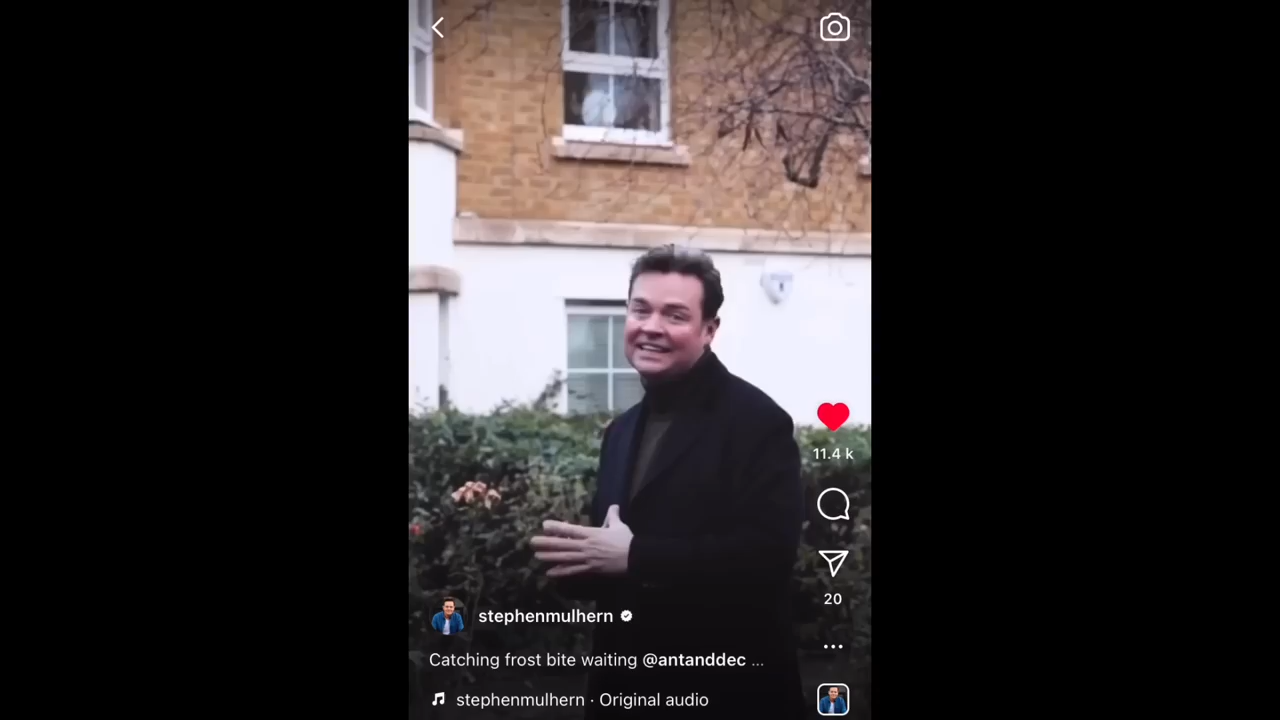 11.4 k
20
stephenmulhern
Catching frost bite waiting @antanddec ...
stephenmulhern · Original audio